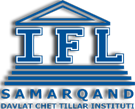 IFL
SAMARQAND
DAVLAT CHET TILLAR INSTITUTI